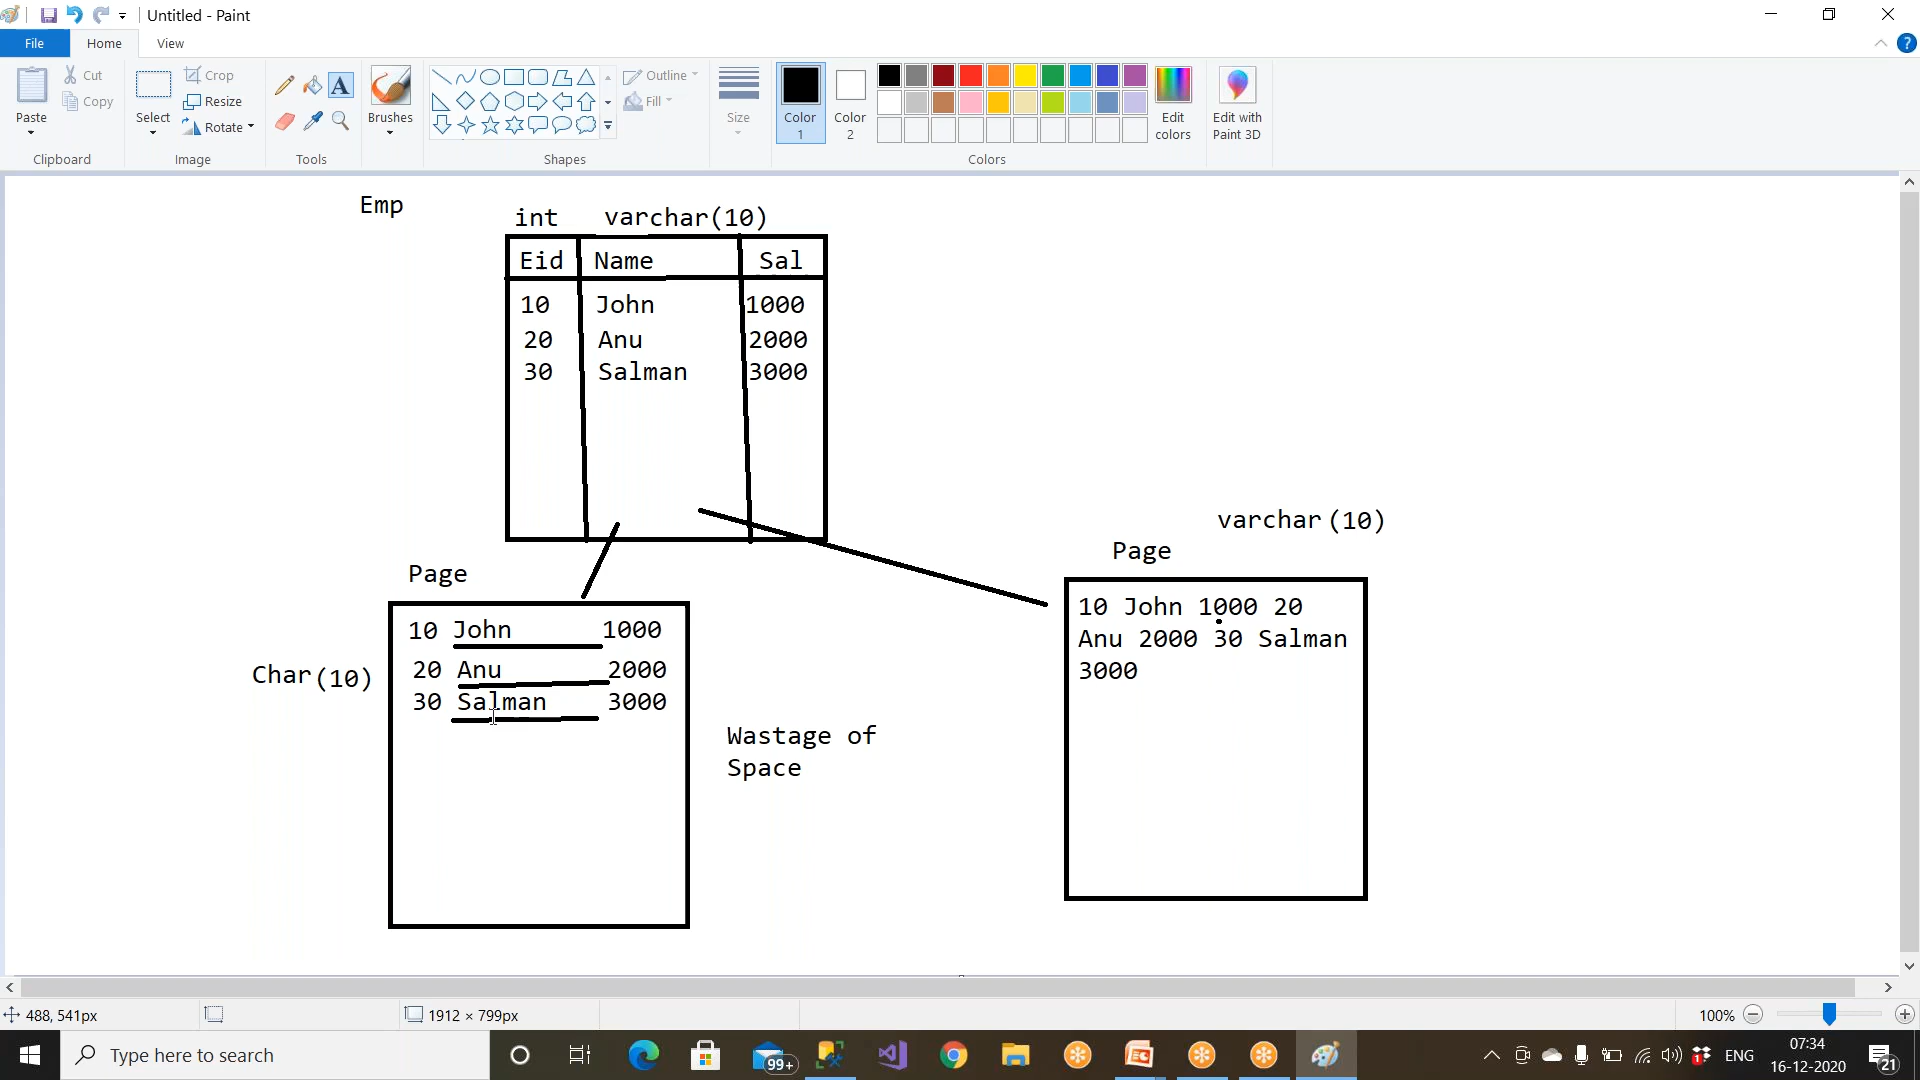 Untitled - Paint
File
Home
View
Paste
Cut
Copy
Clipboard
Select
Crop
Resize
Rotate
Image
Tools
Brushes
Shapes
Outline
Fill
Size
Color
1
Color
2
Colors
Edit
colors
Edit with
Paint 3D
Emp
int varchar(10)
Eid Name Sal
10 John 1000
20 Anu 2000
30 Salman 3000
Page
Char(10)
10 John 1000
20 Anu 2000
30 Salman 3000
Wastage of
Space
varchar (10)
Page
10 John 1000 20
Anu 2000 30 Salman
3000
488, 541px
1912 × 799px
100%
Type here to search
99+
1
ENG
07:34
16-12-2020
21